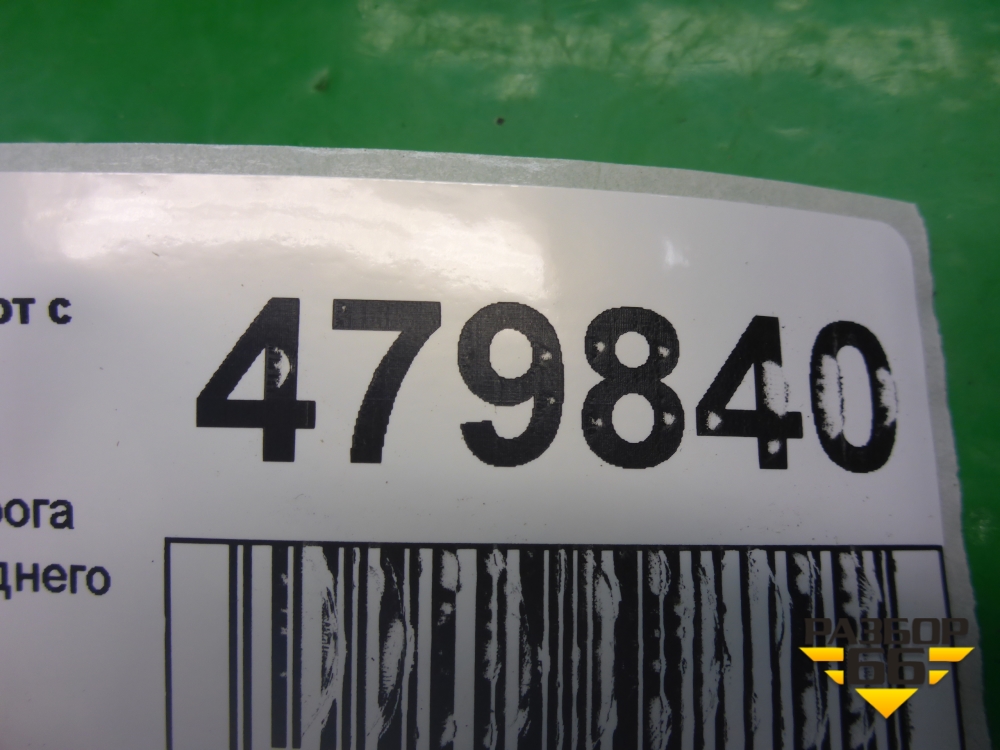 от с
479840
рога
днего
РАЗБОР
66